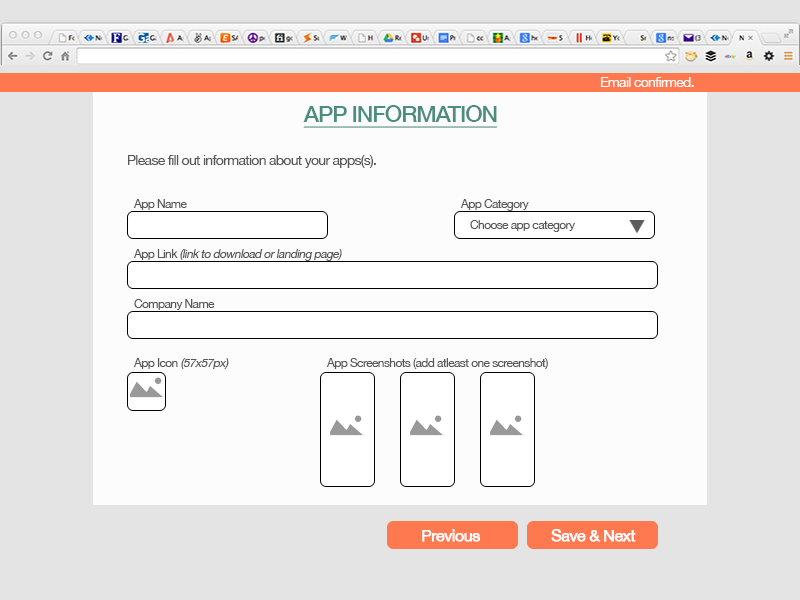 Email confirmed.
APP INFORMATION
Please fill out information about your apps(s).
App Name
App Category
Choose app category
App Link (link to download or landing page)
Company Name
App Icon (57x57px)
App Screenshots (add atleast one screenshot)
Previous
Save & Next